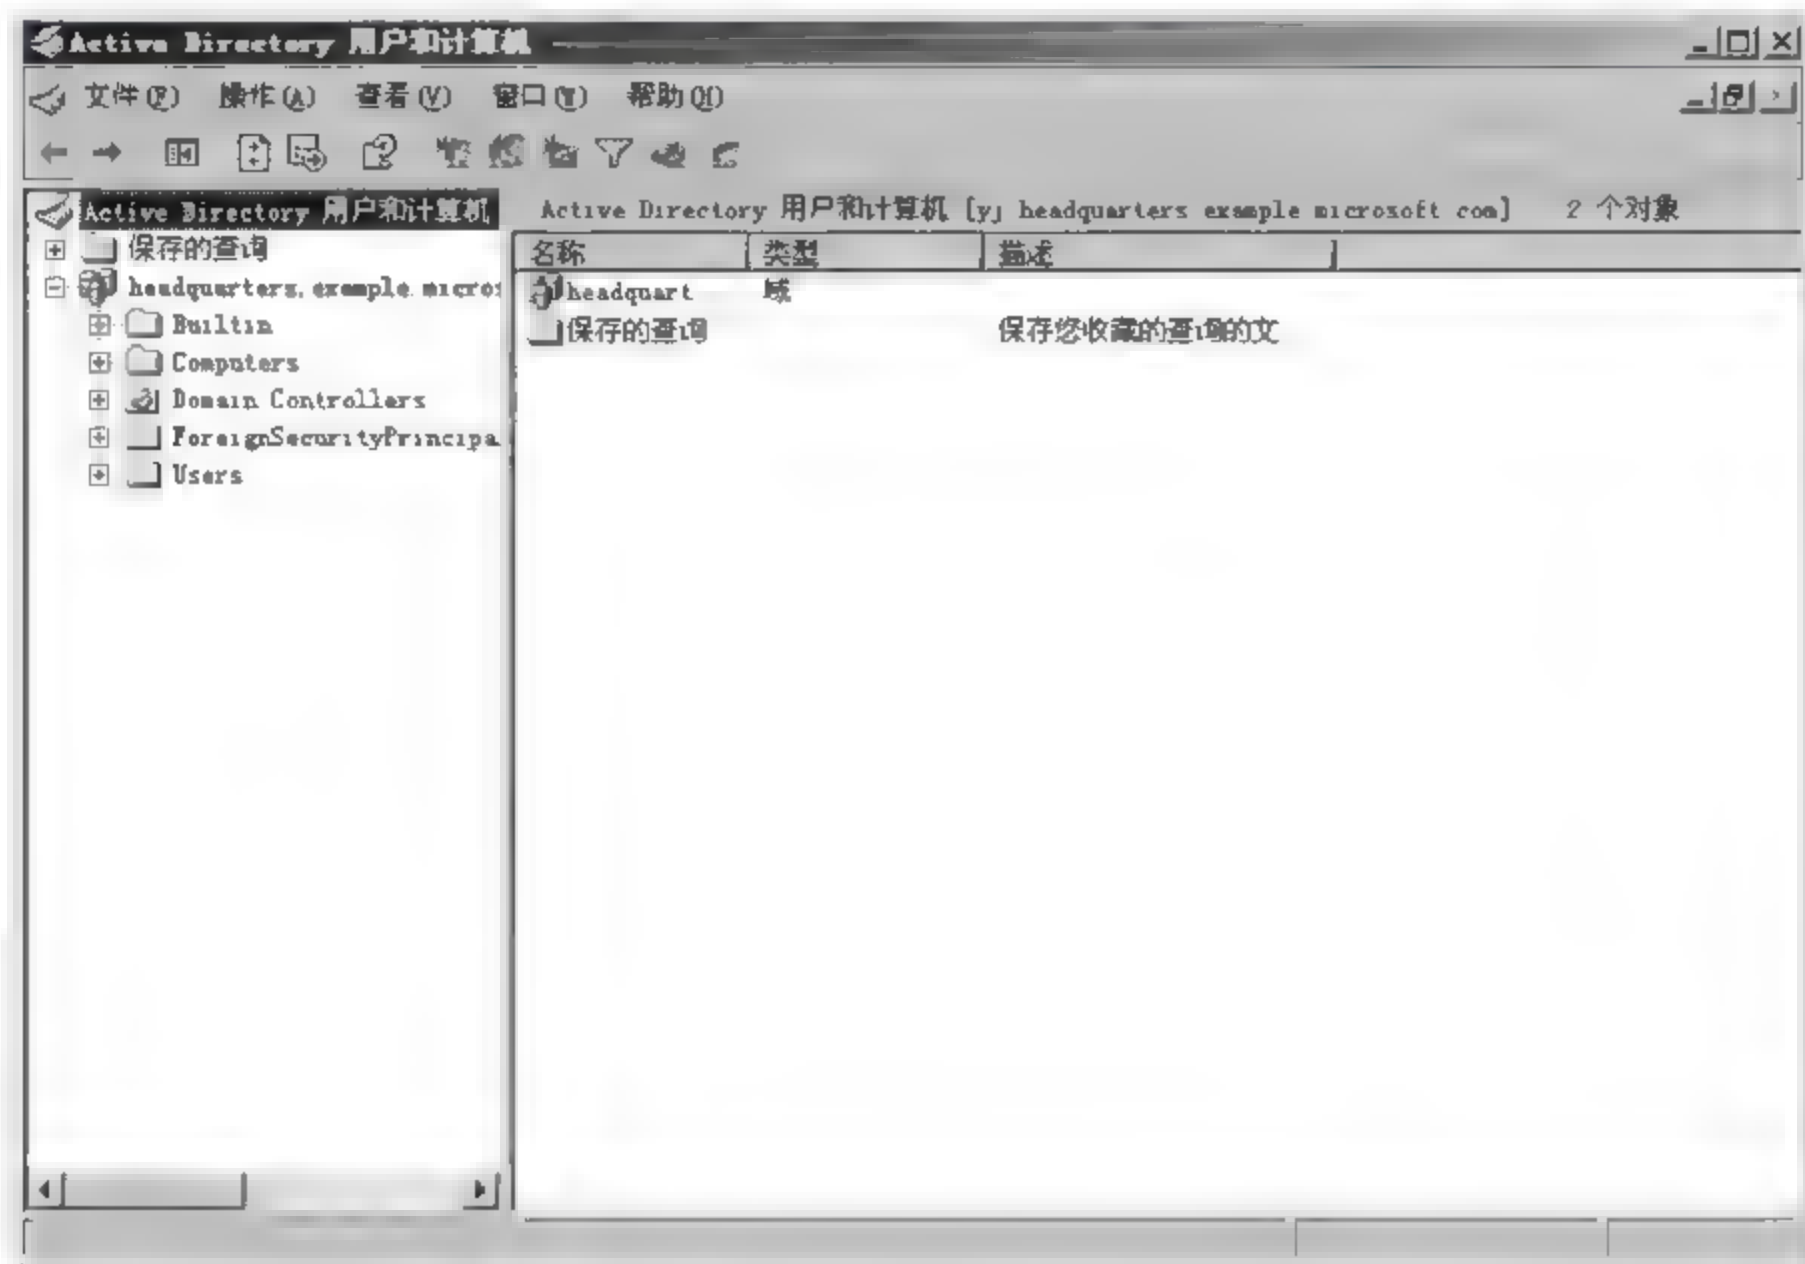 Active Directory 用户和计算机
文件(F) 操作(A) 查看(V) 窗口(W) 帮助(H)
Active Directory 用户和计算机
保存的查询
headquarters.example.micros
Builtin
Computers
Domain Controllers
ForeignSecurityPrincipa
Users
Active Directory 用户和计算机 [yj headquarters example microsoft com] 2 个对象
名称 类型 描述
headquart 域
保存的查询 保存您收藏的查询的文